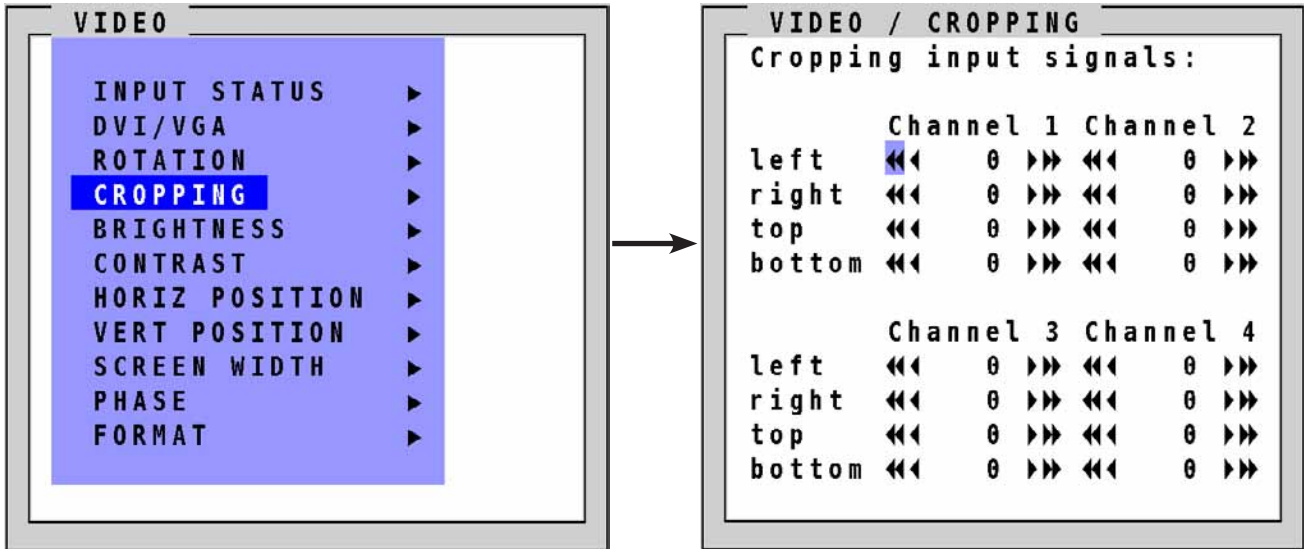 VIDEO
INPUT STATUS ▶
DVI/VGA ▶
ROTATION ▶
CROPPING ▶
BRIGHTNESS ▶
CONTRAST ▶
HORIZ POSITION ▶
VERT POSITION ▶
SCREEN WIDTH ▶
PHASE ▶
FORMAT ▶
VIDEO / CROPPING
Cropping input signals:
Channel 1 Channel 2
left ◀◀◀ 0 ▶▶▶ ◀◀◀ 0 ▶▶▶
right ◀◀◀ 0 ▶▶▶ ◀◀◀ 0 ▶▶▶
top ◀◀◀ 0 ▶▶▶ ◀◀◀ 0 ▶▶▶
bottom ◀◀◀ 0 ▶▶▶ ◀◀◀ 0 ▶▶▶
Channel 3 Channel 4
left ◀◀◀ 0 ▶▶▶ ◀◀◀ 0 ▶▶▶
right ◀◀◀ 0 ▶▶▶ ◀◀◀ 0 ▶▶▶
top ◀◀◀ 0 ▶▶▶ ◀◀◀ 0 ▶▶▶
bottom ◀◀◀ 0 ▶▶▶ ◀◀◀ 0 ▶▶▶